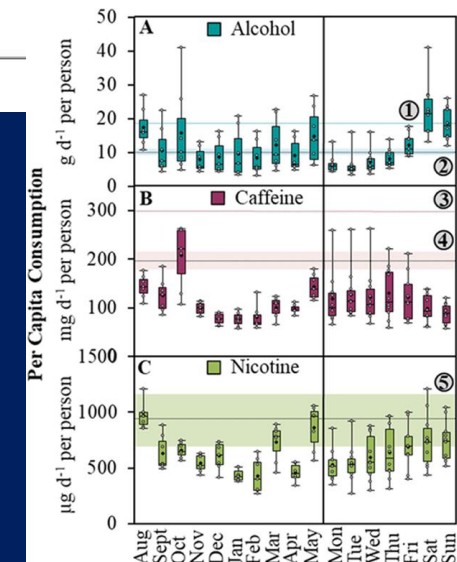 Per Capita Consumption
g d⁻¹ per person
50
40
30
20
10
0
A
Alcohol
①
②
mg d⁻¹ per person
300
200
100
B
Caffeine
③
④
µg d⁻¹ per person
1500
1000
500
0
C
Nicotine
⑤
Aug Sept Oct Nov Dec Jan Feb Mar Apr May Mon Tue Wed Thu Fri Sat Sun